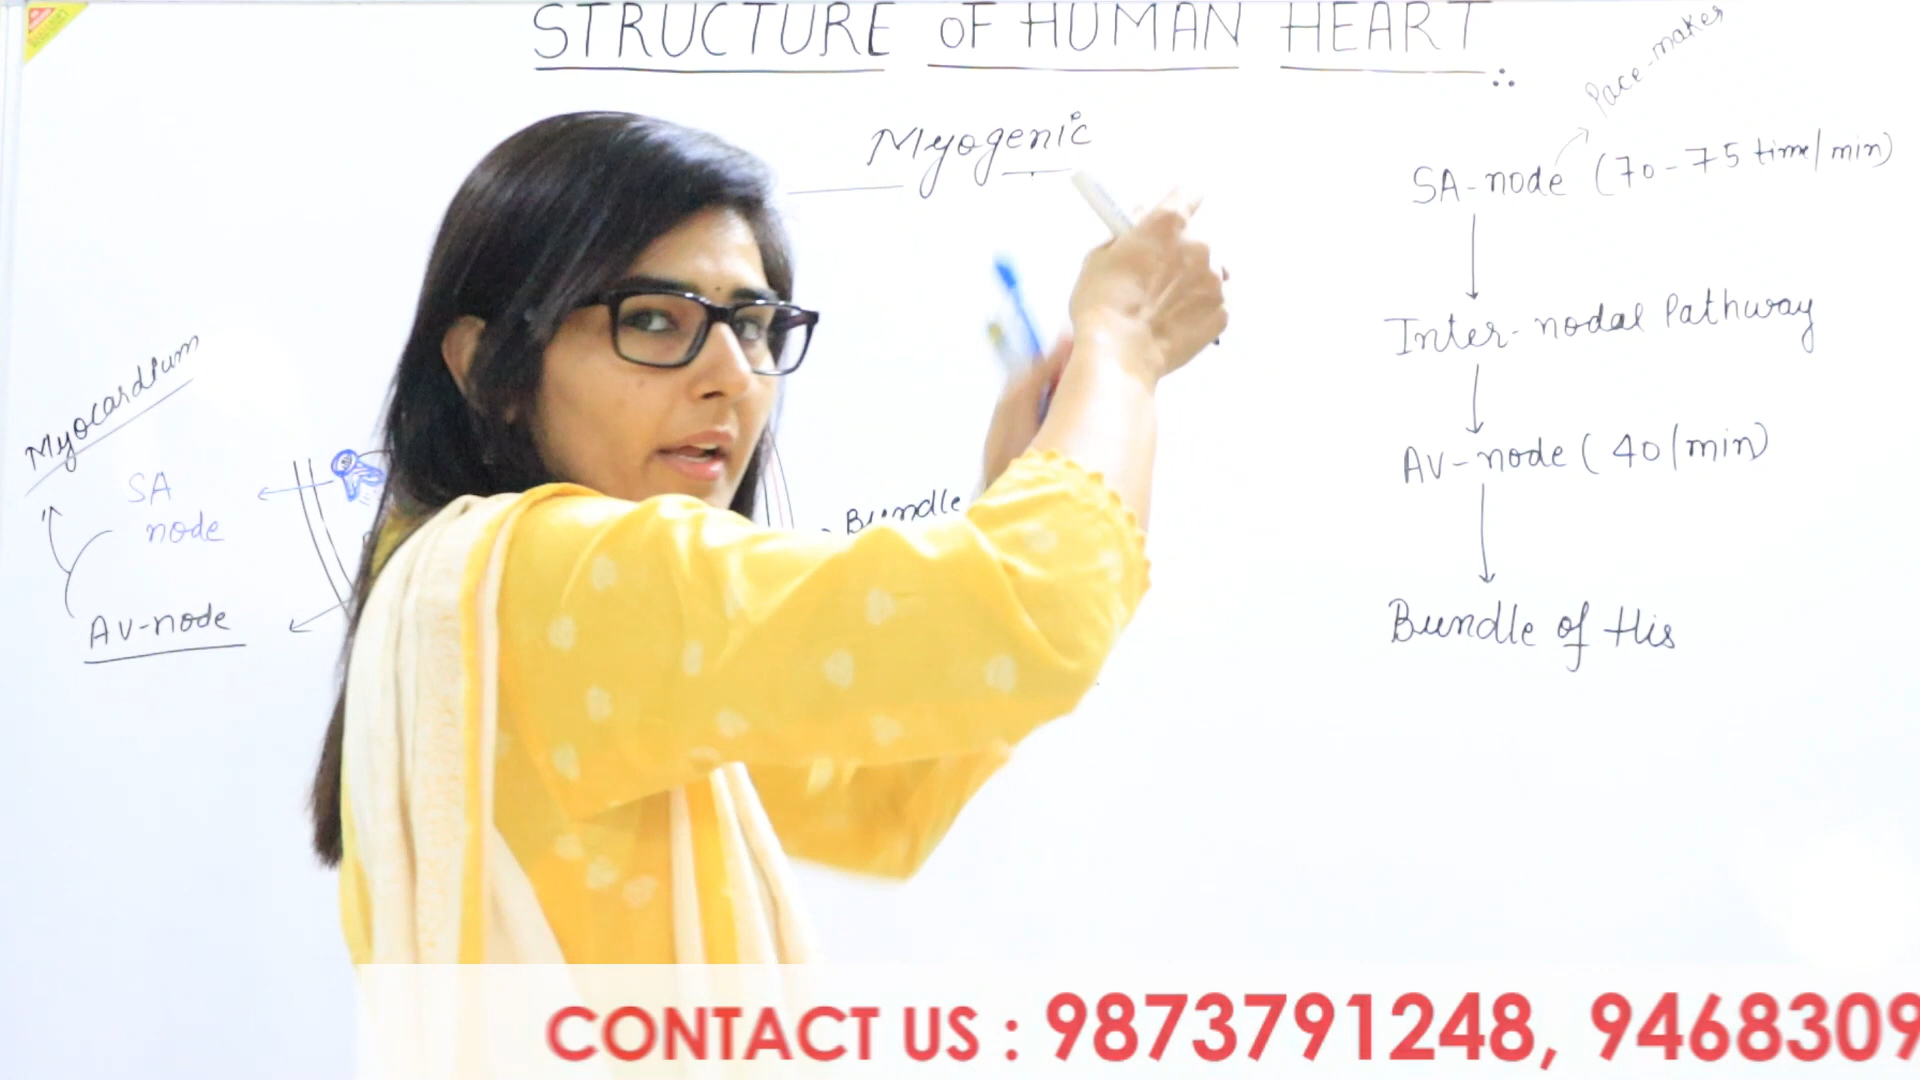 STRUCTURE OF HUMAN HEART
Pace-maker
Myogenic
SA-node (70-75 time/min)
Inter-nodal Pathway
AV-node (40/min)
Bundle of His
Myocardium
SA
node
AV-node
Bundle
CONTACT US : 9873791248, 9468309